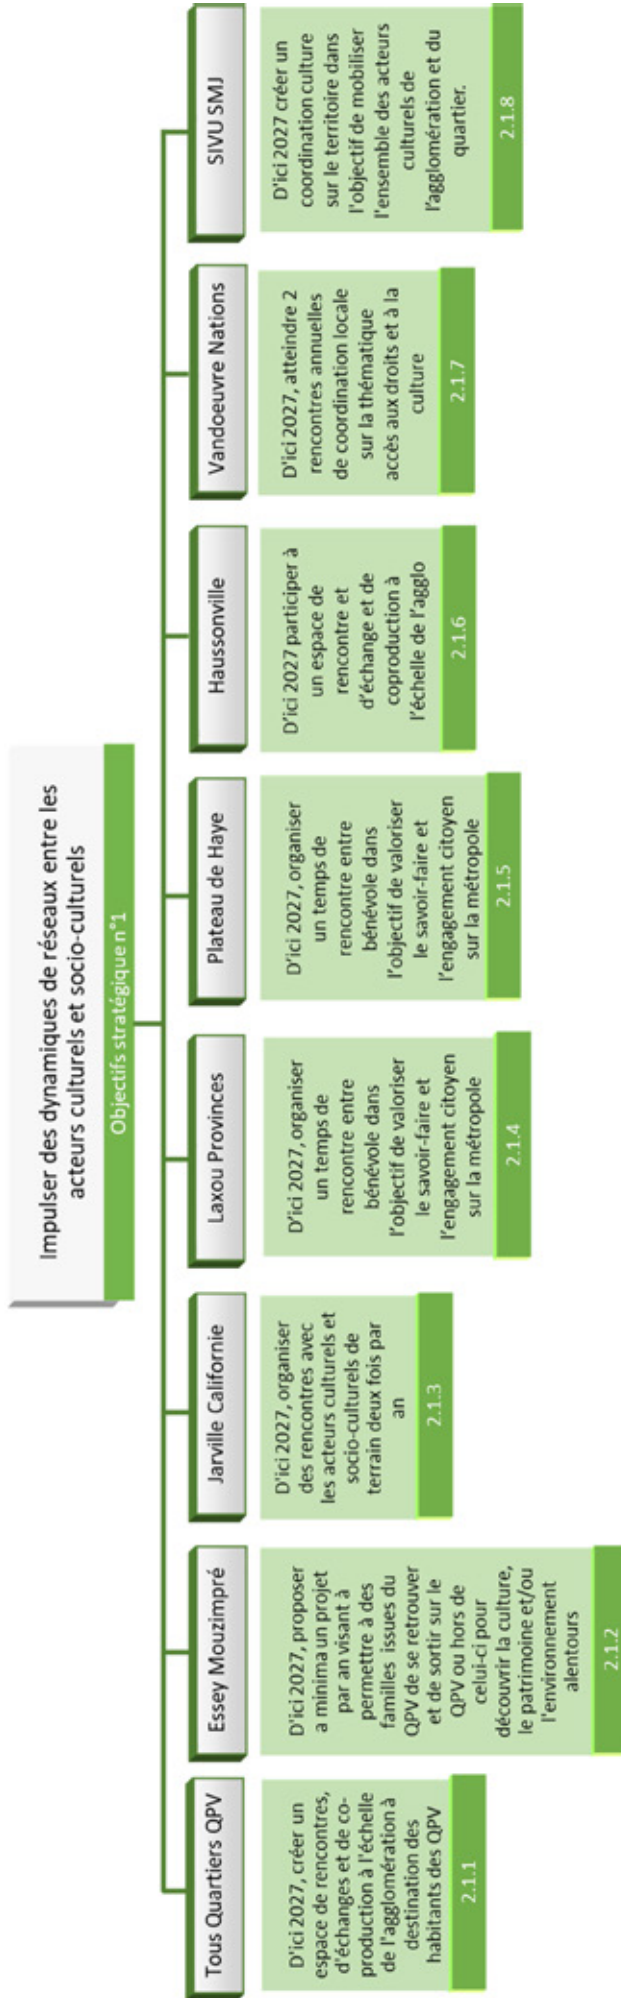 Impulser des dynamiques de réseaux entre les
acteurs culturels et socio-culturels
Objectifs stratégique n°1
Tous Quartiers QPV
D'ici 2027, créer un
espace de rencontres,
d'échanges et de co-
production à l'échelle
de l'agglomération à
destination des
habitants des QPV
2.1.1
Essey Mouzimpré
D'ici 2027, proposer
a minima un projet
par an visant à
permettre à des
familles issues du
QPV de se retrouver
et de sortir sur le
QPV ou hors de
celui-ci pour
découvrir la culture,
le patrimoine et/ou
l'environnement
alentours
2.1.2
Jarville Californie
D'ici 2027, organiser
des rencontres avec
les acteurs culturels et
socio-culturels de
terrain deux fois par
an
2.1.3
Laxou Provinces
D'ici 2027, organiser
un temps de
rencontre entre
bénévole dans
l'objectif de valoriser
le savoir-faire et
l'engagement citoyen
sur la métropole
2.1.4
Plateau de Haye
D'ici 2027, organiser
un temps de
rencontre entre
bénévole dans
l'objectif de valoriser
le savoir-faire et
l'engagement citoyen
sur la métropole
2.1.5
Haussonville
D'ici 2027 participer à
un espace de
rencontre et
d'échange et de
coproduction à
l'échelle de l'agglo
2.1.6
Vandoeuvre Nations
D'ici 2027, atteindre 2
rencontres annuelles
de coordination locale
sur la thématique
accès aux droits et à la
culture
2.1.7
SIVU SMJ
D'ici 2027 créer un
coordination culture
sur le territoire dans
l'objectif de mobiliser
l'ensemble des acteurs
culturels de
l'agglomération et du
quartier.
2.1.8